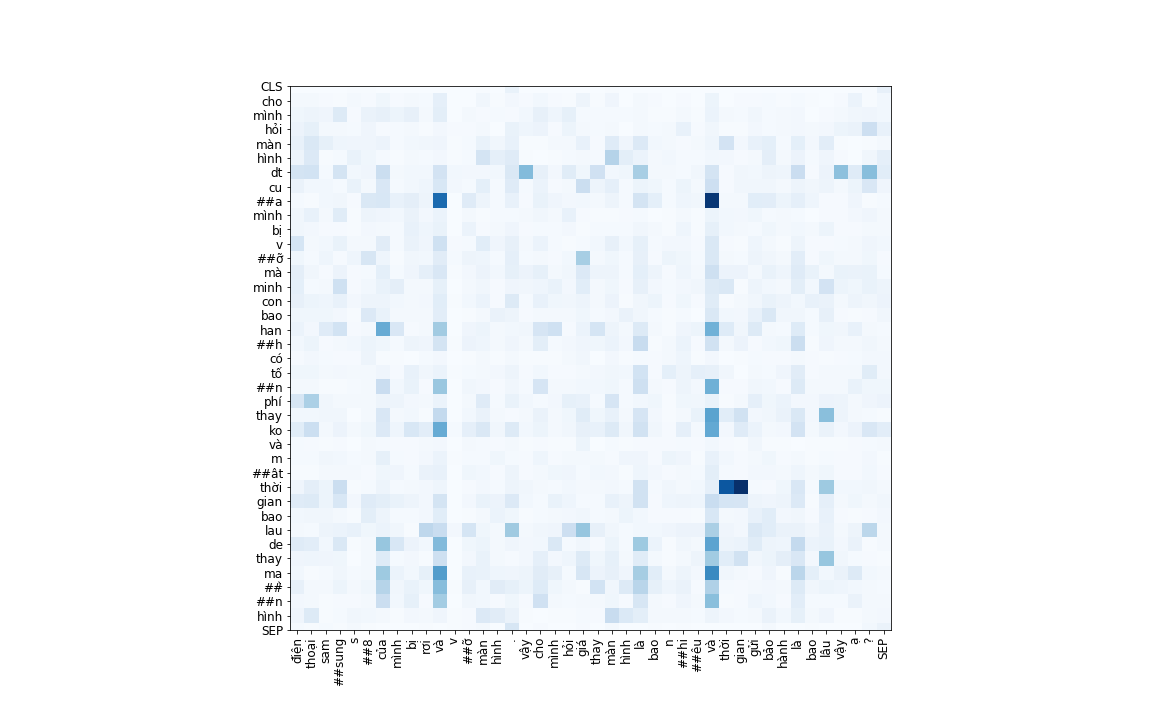 CLS
cho
mình
hỏi
màn
hình
dt
cu
##a
mình
bị
v
##ỡ
mà
minh
con
bao
han
##h
có
tố
##n
phí
thay
ko
và
m
##ât
thời
gian
bao
lau
de
thay
ma
##
##n
hình
SEP
điện
thoại
sam
##sung
s
##8
của
mình
bị
rơi
và
v
##ỡ
màn
hình
.
vậy
cho
mình
hỏi
giá
thay
màn
hình
là
bao
n
##hi
##êu
và
thời
gian
gửi
bảo
hành
là
bao
lâu
vậy
ạ
?
SEP